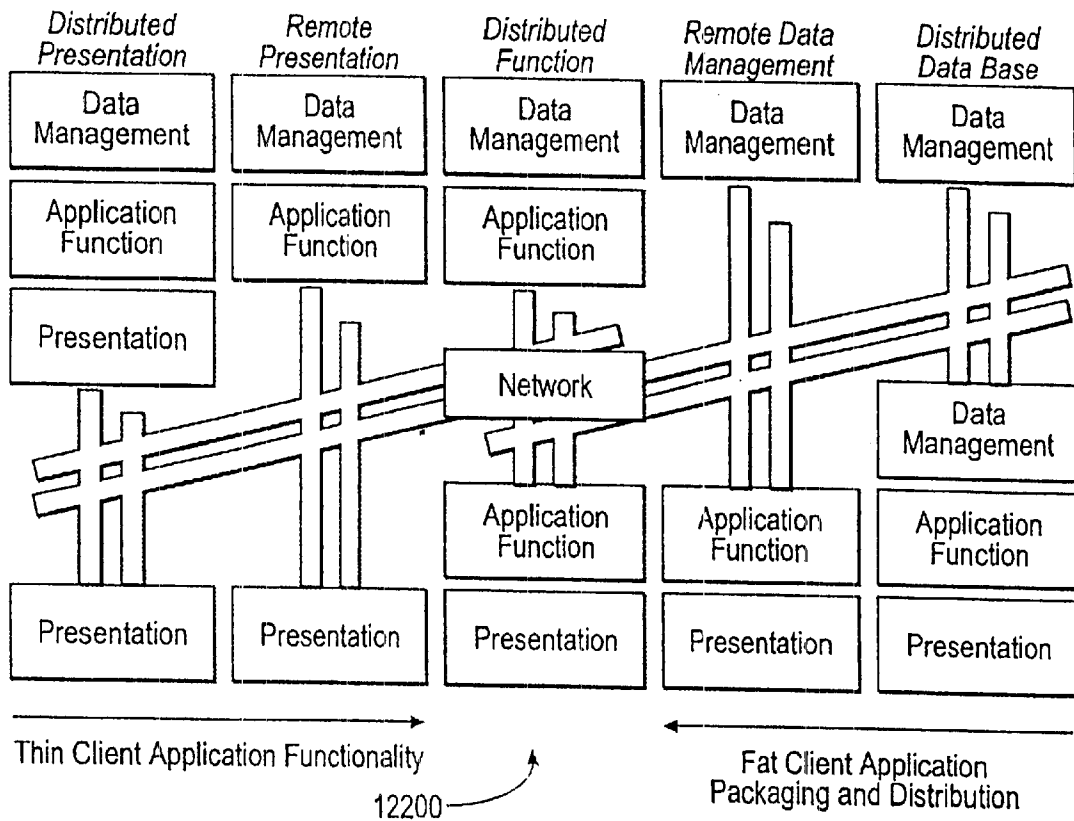 Distributed
Presentation
Remote
Presentation
Distributed
Function
Remote Data
Management
Distributed
Data Base
Data
Management
Data
Management
Data
Management
Data
Management
Data
Management
Application
Function
Application
Function
Application
Function
Presentation
Network
Data
Management
Application
Function
Application
Function
Application
Function
Presentation
Presentation
Presentation
Presentation
Presentation
Thin Client Application Functionality
12200
Fat Client Application
Packaging and Distribution